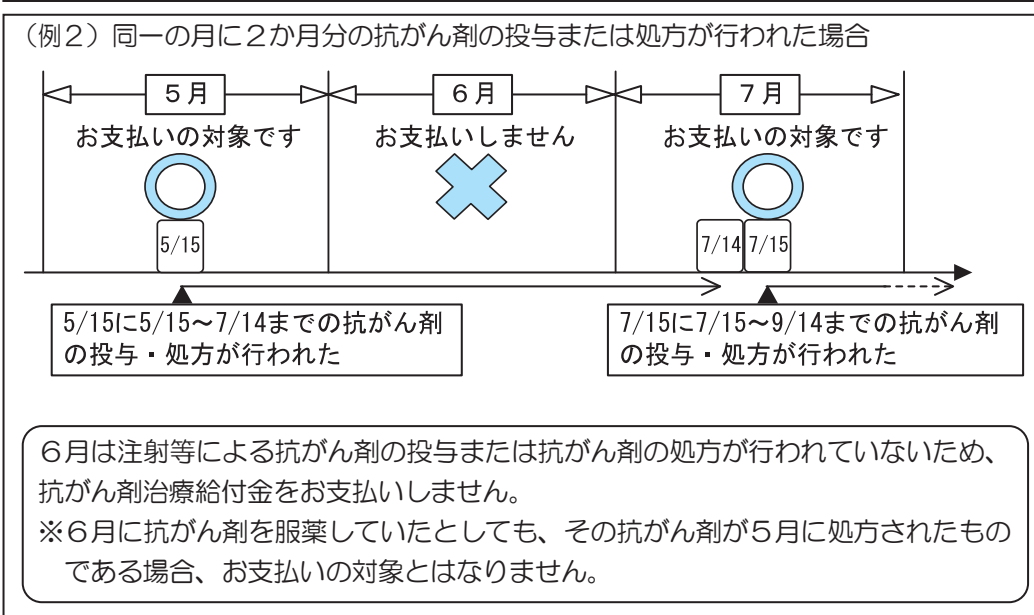 （例２）同一の月に２か月分の抗がん剤の投与または処方が行われた場合
５月
６月
７月
お支払いの対象です
お支払いしません
お支払いの対象です
5/15
7/14
7/15
5/15に5/15～7/14までの抗がん剤
の投与・処方が行われた
7/15に7/15～9/14までの抗がん剤
の投与・処方が行われた
６月は注射等による抗がん剤の投与または抗がん剤の処方が行われていないため、
抗がん剤治療給付金をお支払いしません。
※６月に抗がん剤を服薬していたとしても、その抗がん剤が５月に処方されたもの
である場合、お支払いの対象とはなりません。